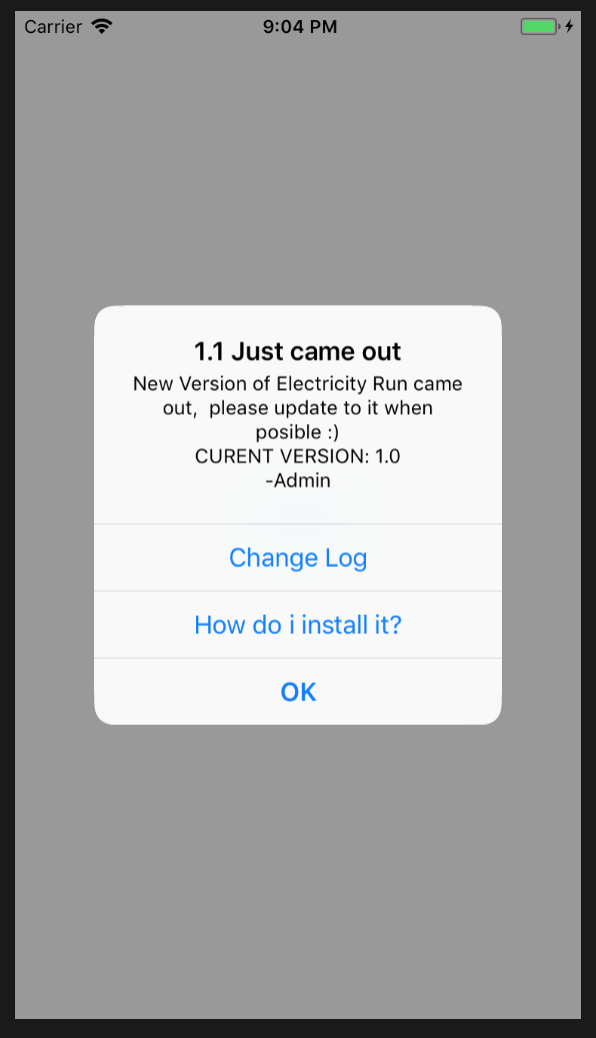 Carrier 9:04 PM
1.1 Just came out
New Version of Electricity Run came
out,  please update to it when
posible :)
CURENT VERSION: 1.0
-Admin
Change Log
How do i install it?
OK